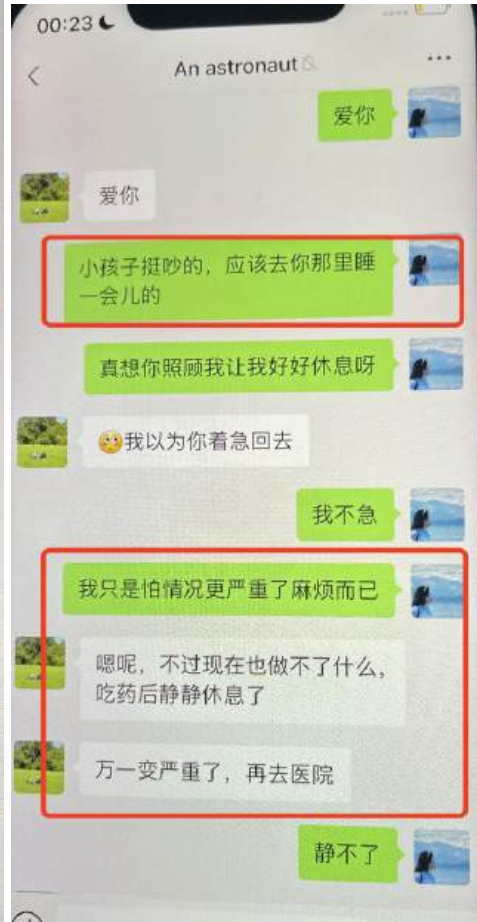 00:23
An astronaut
爱你
爱你
小孩子挺吵的，应该去你那里睡
一会儿的
真想你照顾我让我好好休息呀
🥺我以为你着急回去
我不急
我只是怕情况更严重了麻烦而已
嗯呢，不过现在也做不了什么，
吃药后静静休息了
万一变严重了，再去医院
静不了